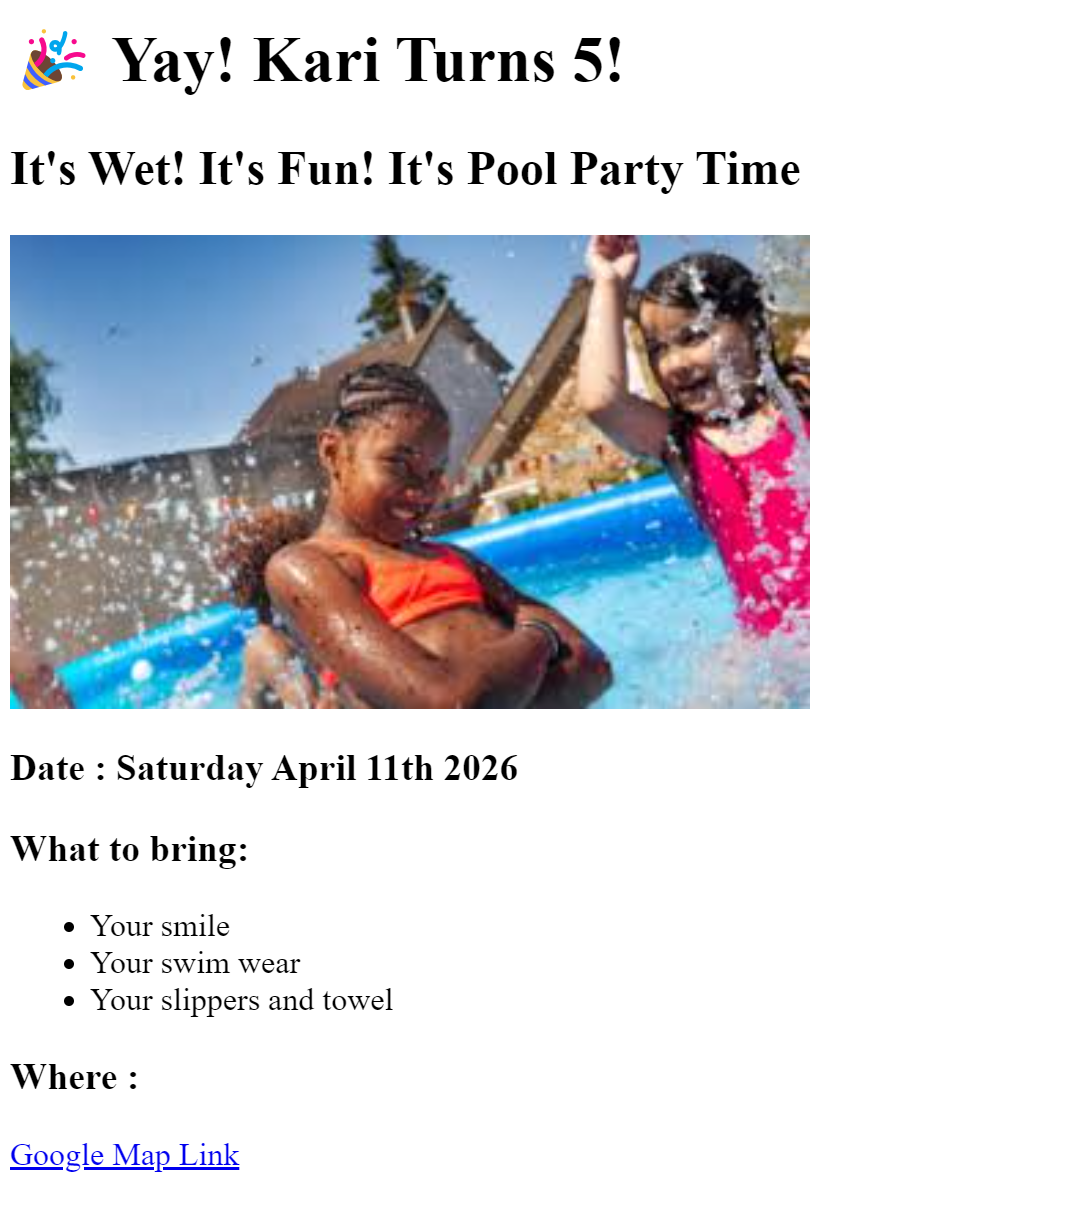 🎉 Yay! Kari Turns 5!
It's Wet! It's Fun! It's Pool Party Time
Date : Saturday April 11th 2026
What to bring:
• Your smile
• Your swim wear
• Your slippers and towel
Where :
Google Map Link